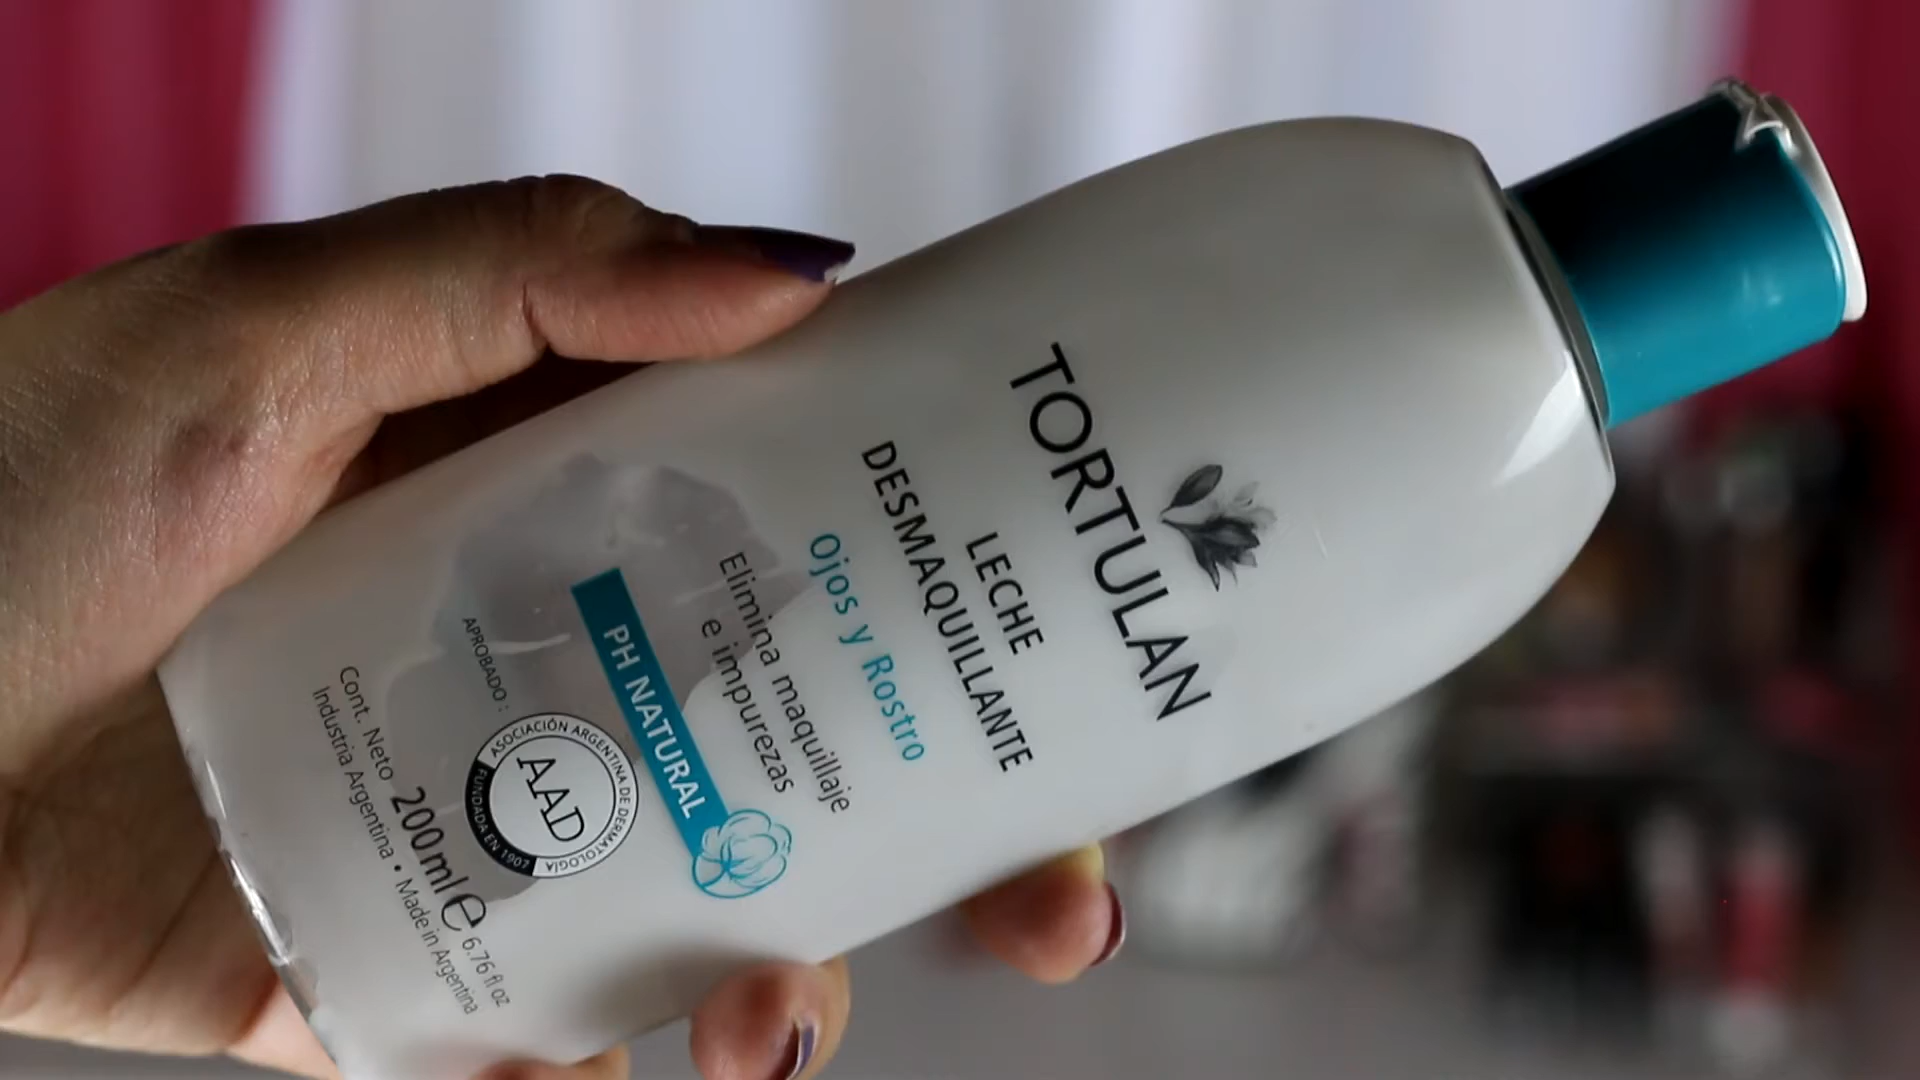 TORTULAN
LECHE
DESMAQUILLANTE
Ojos y Rostro
Elimina maquillaje
e impurezas
PH NATURAL
APROBADO :
ASOCIACIÓN ARGENTINA DE DERMATOLOGÍA
AAD
FUNDADA EN 1907
Cont. Neto 200ml e 6.76 fl oz
Industria Argentina • Made in Argentina